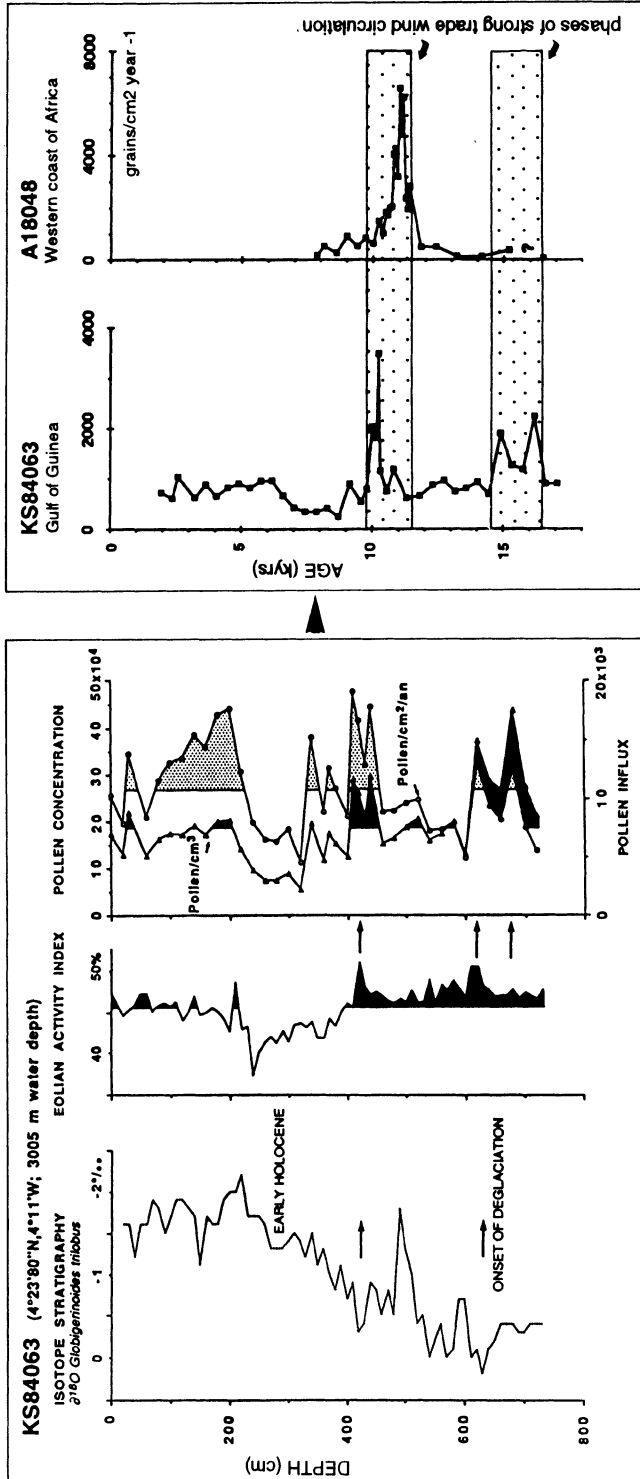 KS84063 (4°23'80"N,4°11'W; 3005 m water depth)
ISOTOPE STRATIGRAPHY
∂18O Globigerinoides trilobus
EOLIAN ACTIVITY INDEX
POLLEN CONCENTRATION
0
-1
-2°/..
40
50%
0
10
20
30
40
50x10⁴
0
200
400
600
800
DEPTH (cm)
EARLY HOLOCENE
ONSET OF DEGLACIATION
Pollen/cm³
Pollen/cm²/an
0
10
20x10³
POLLEN INFLUX
KS84063
Gulf of Guinea
A18048
Western coast of Africa
0
2000
4000
0
4000
8000
grains/cm2 year -1
0
5
10
15
AGE (kyrs)
?
phases of strong trade wind circulation